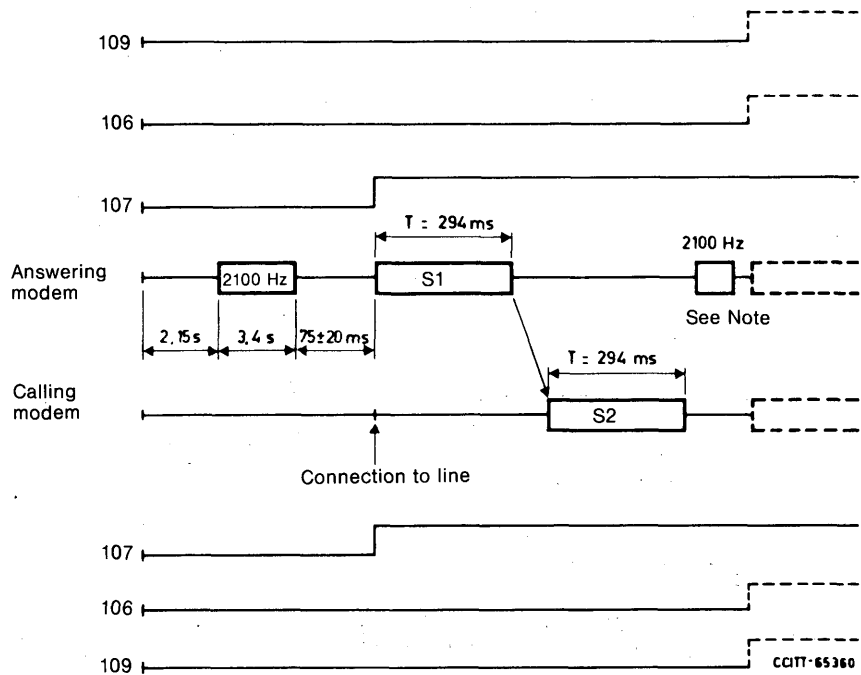 109
106
107
T = 294 ms
Answering modem
2100 Hz
S1
2100 Hz
See Note
2,15 s
3,4 s
75±20 ms
T = 294 ms
Calling modem
S2
Connection to line
107
106
109
CCITT-65360